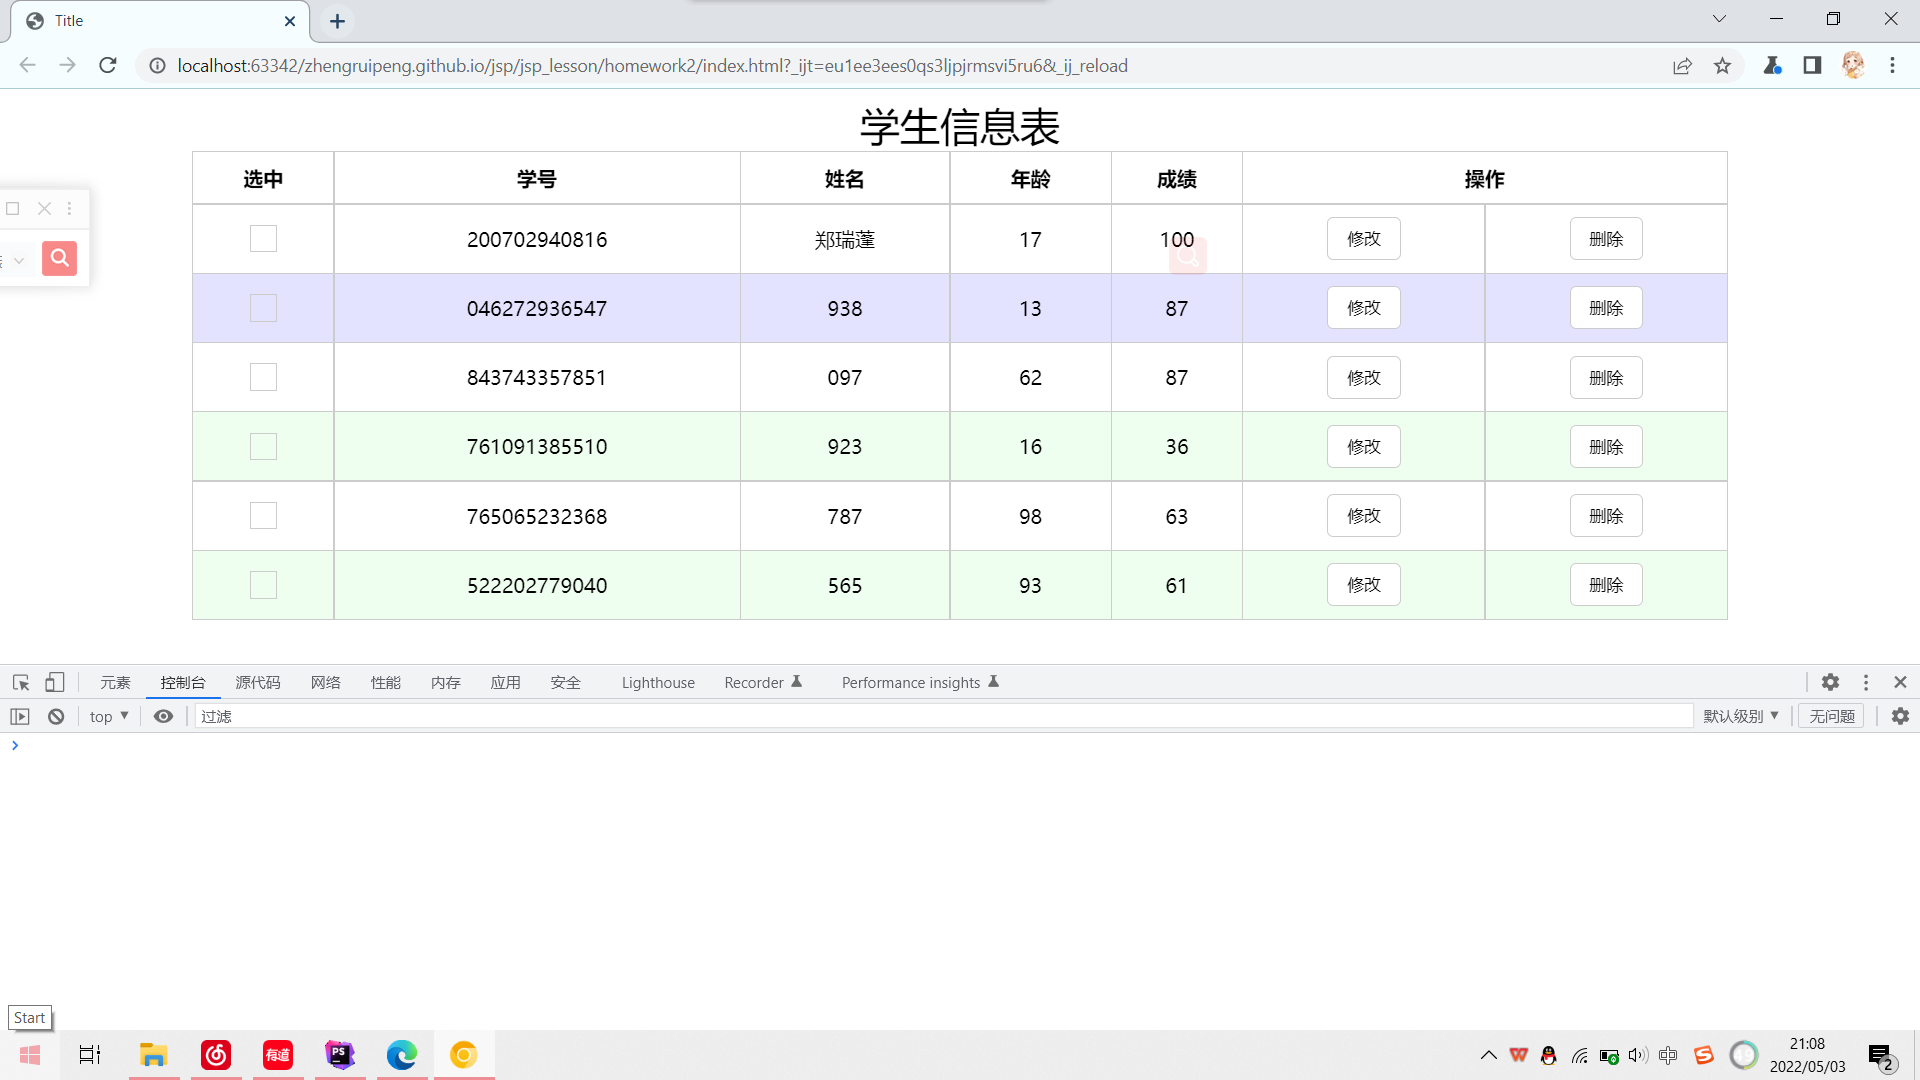 Title
localhost:63342/zhengruipeng.github.io/jsp/jsp_lesson/homework2/index.html?_ijt=eu1ee3ees0qs3ljpjrmsvi5ru6&_ij_reload
学生信息表
选中 学号 姓名 年龄 成绩 操作
200702940816 郑瑞蓬 17 100 修改 删除
046272936547 938 13 87 修改 删除
843743357851 097 62 87 修改 删除
761091385510 923 16 36 修改 删除
765065232368 787 98 63 修改 删除
522202779040 565 93 61 修改 删除
元素 控制台 源代码 网络 性能 内存 应用 安全 Lighthouse Recorder Performance insights
top 过滤 默认级别 无问题
Start
有道 PS 中 49 21:08
2022/05/03 2